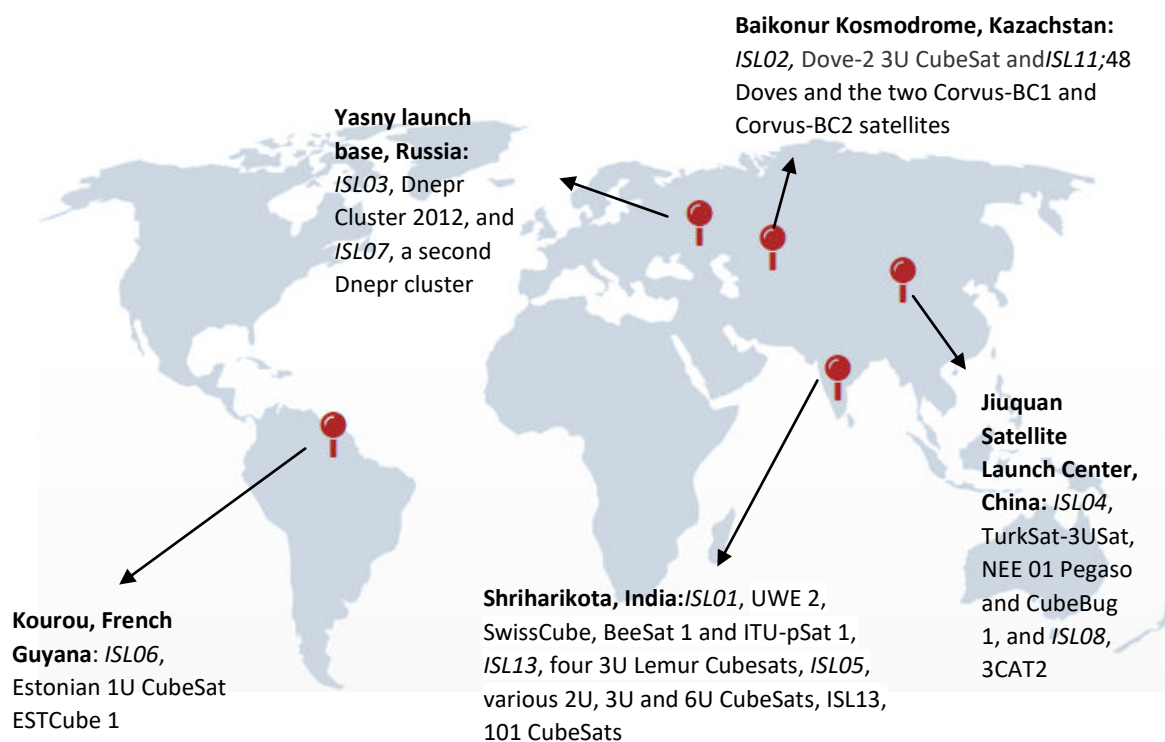 Baikonur Kosmodrome, Kazachstan:
ISL02, Dove-2 3U CubeSat andISL11;48
Doves and the two Corvus-BC1 and
Corvus-BC2 satellites
Yasny launch
base, Russia:
ISL03, Dnepr
Cluster 2012, and
ISL07, a second
Dnepr cluster
Jiuquan
Satellite
Launch Center,
China: ISL04,
TurkSat-3USat,
NEE 01 Pegaso
and CubeBug
1, and ISL08,
3CAT2
Shriharikota, India:ISL01, UWE 2,
SwissCube, BeeSat 1 and ITU-pSat 1,
ISL13, four 3U Lemur Cubesats, ISL05,
various 2U, 3U and 6U CubeSats, ISL13,
101 CubeSats
Kourou, French
Guyana: ISL06,
Estonian 1U CubeSat
ESTCube 1